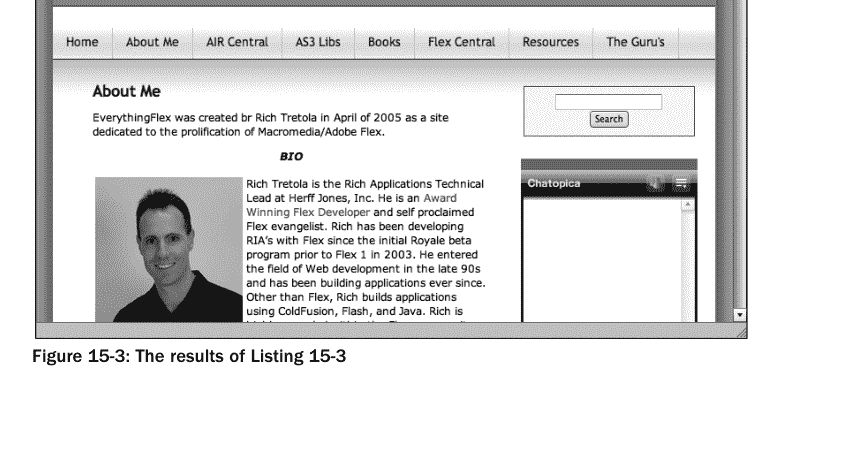 Home About Me AIR Central AS3 Libs Books Flex Central Resources The Guru's
About Me
EverythingFlex was created br Rich Tretola in April of 2005 as a site
dedicated to the prolification of Macromedia/Adobe Flex.
BIO
Rich Tretola is the Rich Applications Technical
Lead at Herff Jones, Inc. He is an Award
Winning Flex Developer and self proclaimed
Flex evangelist. Rich has been developing
RIA's with Flex since the initial Royale beta
program prior to Flex 1 in 2003. He entered
the field of Web development in the late 90s
and has been building applications ever since.
Other than Flex, Rich builds applications
using ColdFusion, Flash, and Java. Rich is
Search
Chatopica
Figure 15-3: The results of Listing 15-3